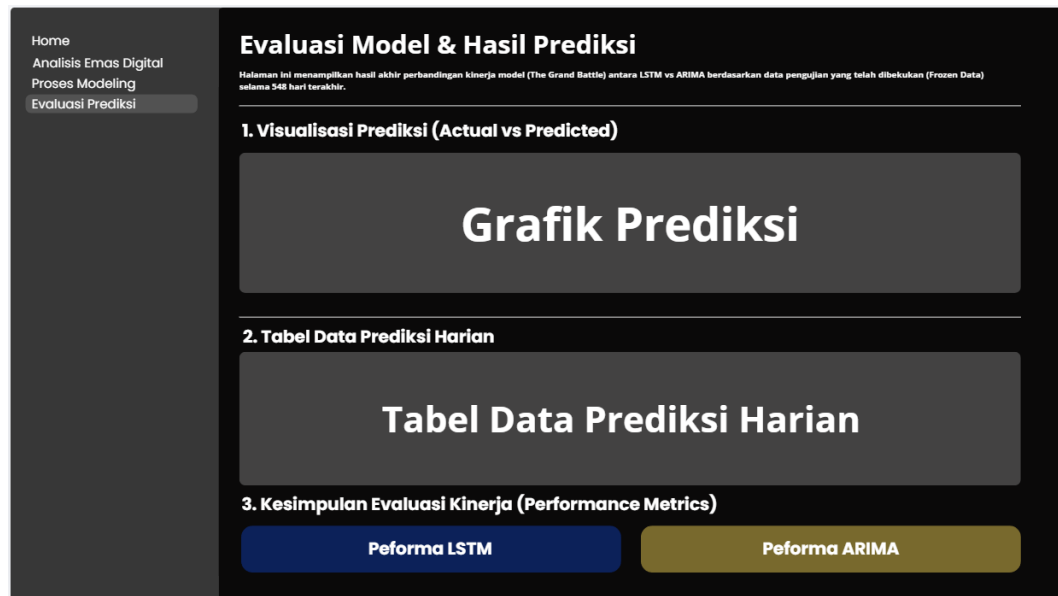 Home
Analisis Emas Digital
Proses Modeling
Evaluasi Prediksi
Evaluasi Model & Hasil Prediksi
Halaman ini menampilkan hasil akhir perbandingan kinerja model (The Grand Battle) antara LSTM vs ARIMA berdasarkan data pengujian yang telah dibekukan (Frozen Data)
selama 548 hari terakhir.
1. Visualisasi Prediksi (Actual vs Predicted)
Grafik Prediksi
2. Tabel Data Prediksi Harian
Tabel Data Prediksi Harian
3. Kesimpulan Evaluasi Kinerja (Performance Metrics)
Peforma LSTM
Peforma ARIMA